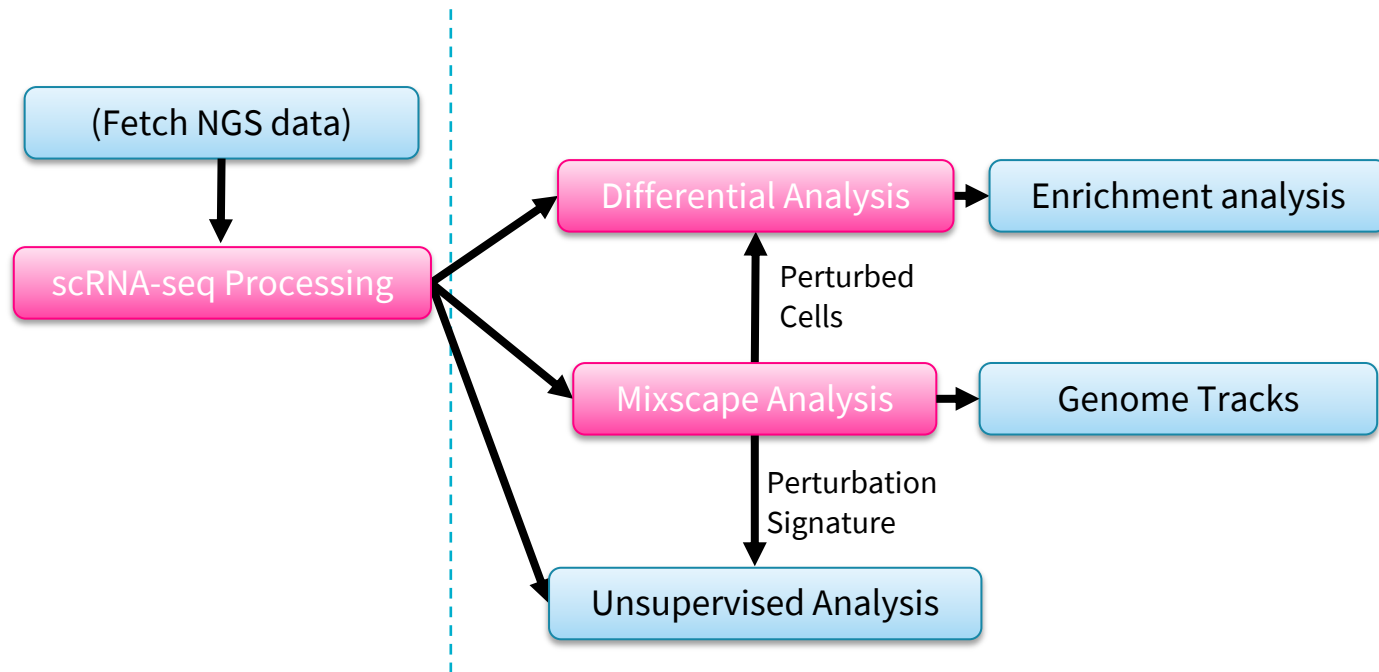 (Fetch NGS data)
scRNA-seq Processing
Differential Analysis
Enrichment analysis
Perturbed
Cells
Mixscape Analysis
Genome Tracks
Perturbation
Signature
Unsupervised Analysis